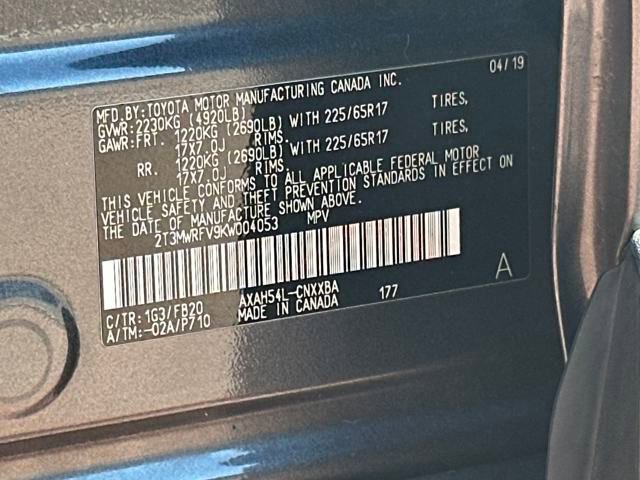 MFD.BY:TOYOTA MOTOR MANUFACTURING CANADA INC. 04/19
GVWR:2230KG (4920LB)
GAWR:FRT. 1220KG (2690LB) WITH 225/65R17 TIRES,
17X7.0J RIMS.
RR. 1220KG (2690LB) WITH 225/65R17 TIRES,
17X7.0J RIMS.
THIS VEHICLE CONFORMS TO ALL APPLICABLE FEDERAL MOTOR
VEHICLE SAFETY AND THEFT PREVENTION STANDARDS IN EFFECT ON
THE DATE OF MANUFACTURE SHOWN ABOVE.
2T3MWRFV9KW004053 MPV
A
C/TR:1G3/FB20 AXAH54L-CNXXBA 177
A/TM:-02A/P710 MADE IN CANADA